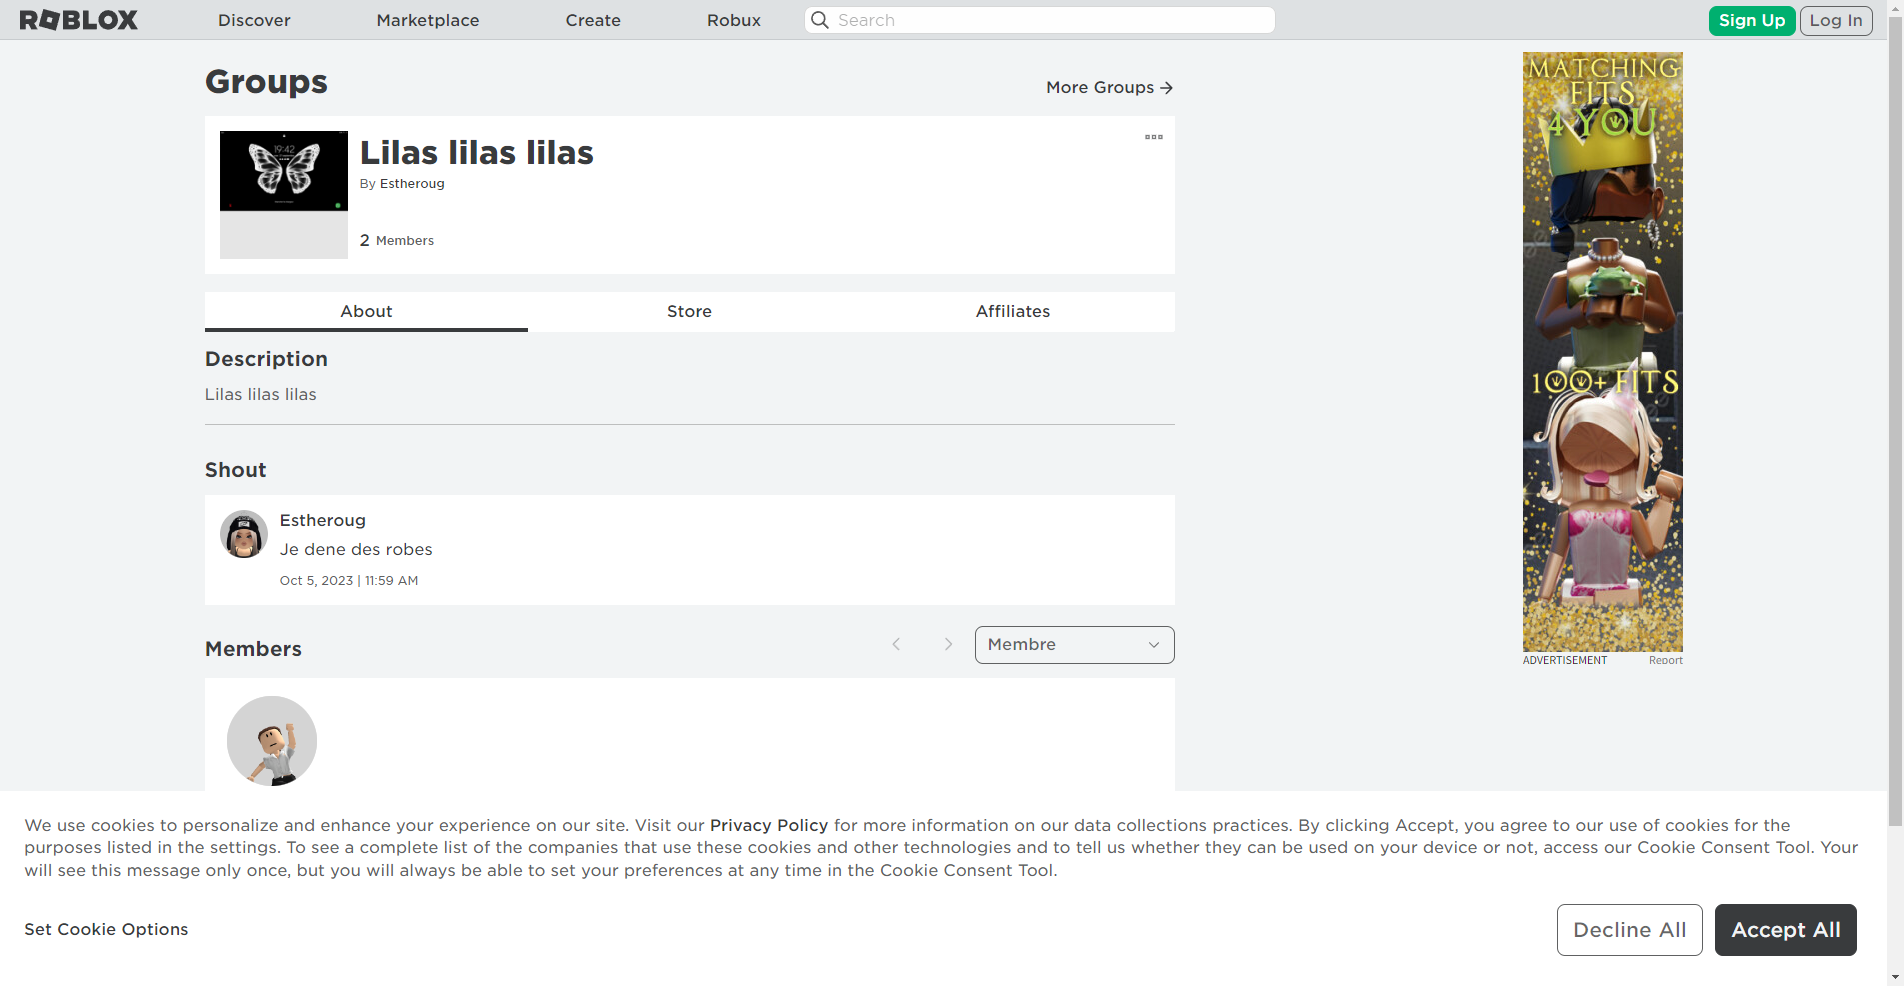 ROBLOX
Discover
Marketplace
Create
Robux
Search
Sign Up
Log In
Groups
More Groups
19:42
Lilas lilas lilas
By Estheroug
2 Members
About
Store
Affiliates
Description
Lilas lilas lilas
Shout
Estheroug
Je dene des robes
Oct 5, 2023 | 11:59 AM
Members
Membre
MATCHING
FITS
4 YOU
100+ FITS
ADVERTISEMENT
Report
We use cookies to personalize and enhance your experience on our site. Visit our Privacy Policy for more information on our data collections practices. By clicking Accept, you agree to our use of cookies for the
purposes listed in the settings. To see a complete list of the companies that use these cookies and other technologies and to tell us whether they can be used on your device or not, access our Cookie Consent Tool. Your
will see this message only once, but you will always be able to set your preferences at any time in the Cookie Consent Tool.
Set Cookie Options
Decline All
Accept All